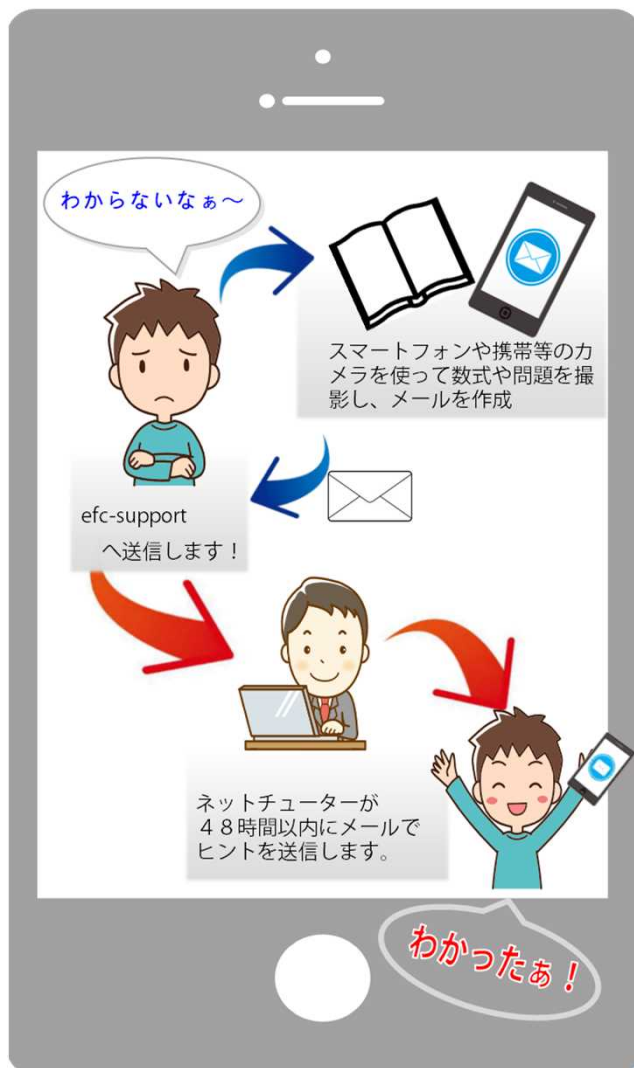 わからないなぁ～
スマートフォンや携帯等のカ
メラを使って数式や問題を撮
影し、メールを作成
efc-support
へ送信します！
ネットチューターが
４８時間以内にメールで
ヒントを送信します。
わかったぁ！